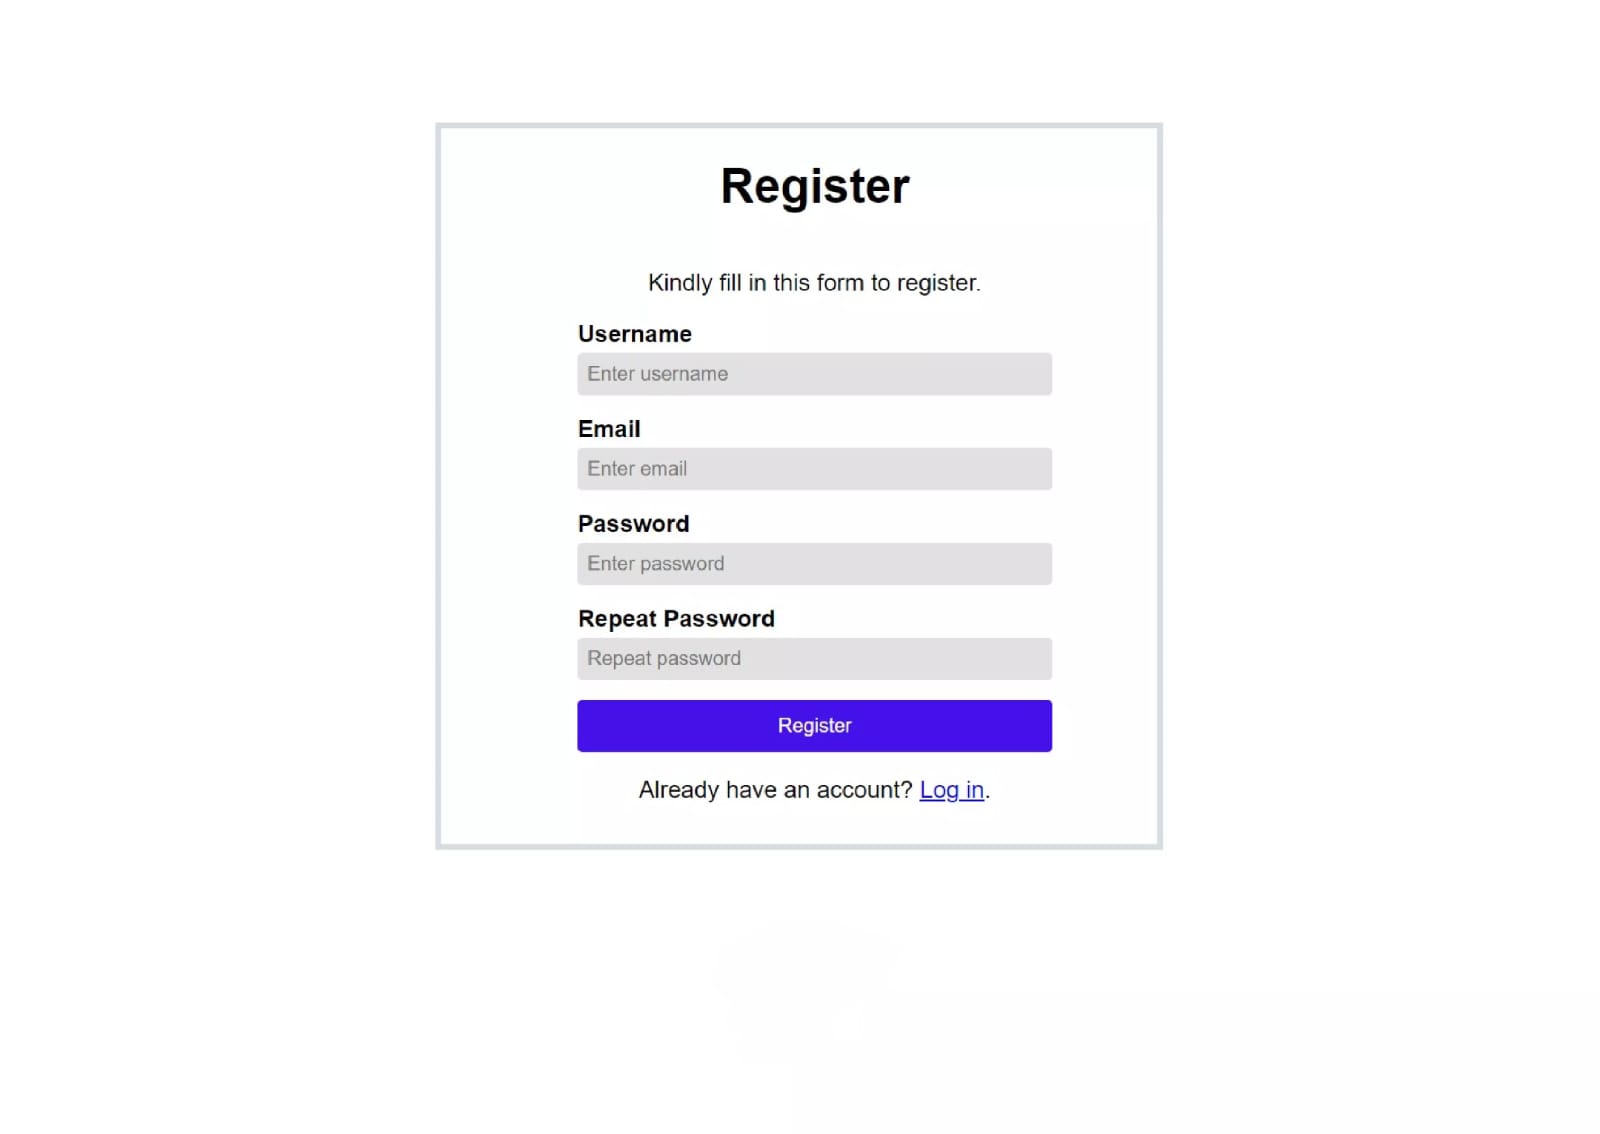 Register
Kindly fill in this form to register.
Username
Enter username
Email
Enter email
Password
Enter password
Repeat Password
Repeat password
Register
Already have an account? Log in.